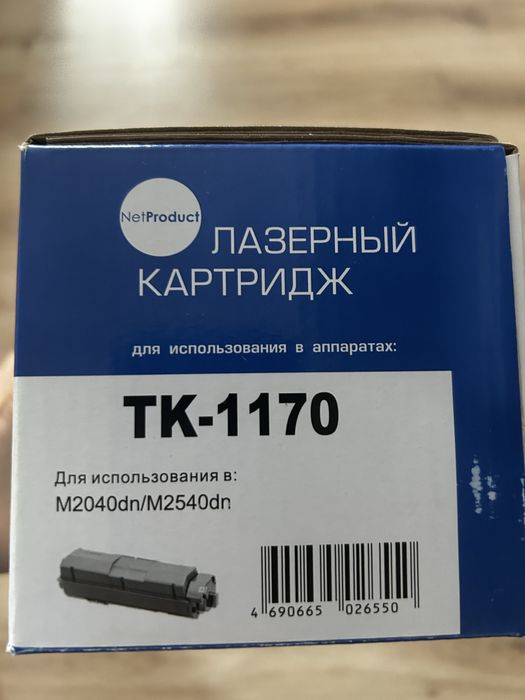 NetProduct
ЛАЗЕРНЫЙ
КАРТРИДЖ
для использования в аппаратах:
TK-1170
Для использования в:
M2040dn/M2540dn
4 690665 026550